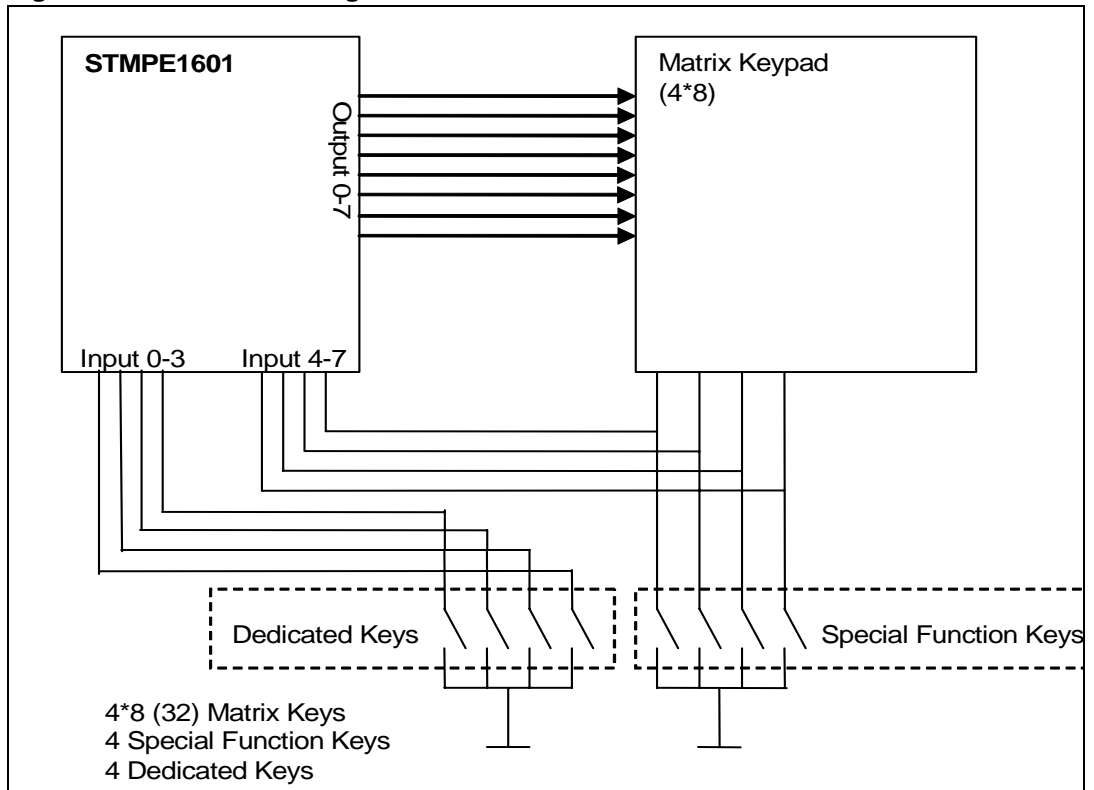 STMPE1601
Matrix Keypad
(4*8)
Output 0-7
Input 0-3
Input 4-7
Dedicated Keys
Special Function Keys
4*8 (32) Matrix Keys
4 Special Function Keys
4 Dedicated Keys